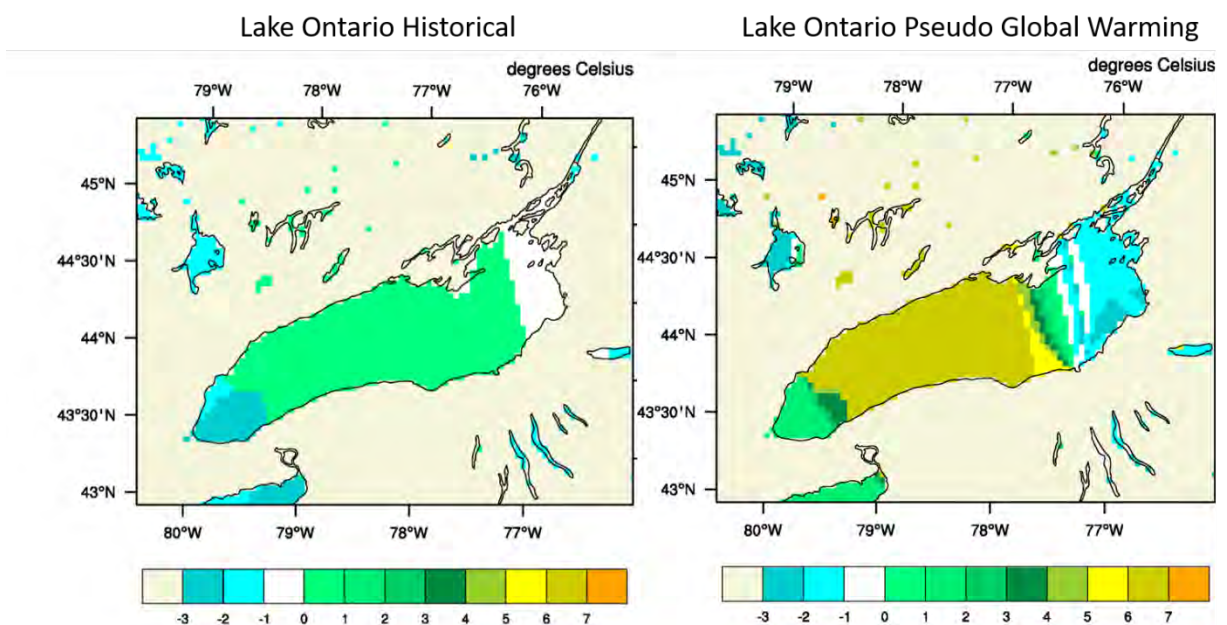 Lake Ontario Historical
Lake Ontario Pseudo Global Warming
degrees Celsius
79°W 78°W 77°W 76°W
45°N
44°30'N
44°N
43°30'N
43°N
80°W 79°W 78°W 77°W
-3 -1 -1 0 1 2 3 4 5 6 7
degrees Celsius
79°W 78°W 77°W 76°W
45°N
44°30'N
44°N
43°30'N
43°N
80°W 79°W 78°W 77°W
-3 -2 -1 0 1 2 3 4 5 6 7